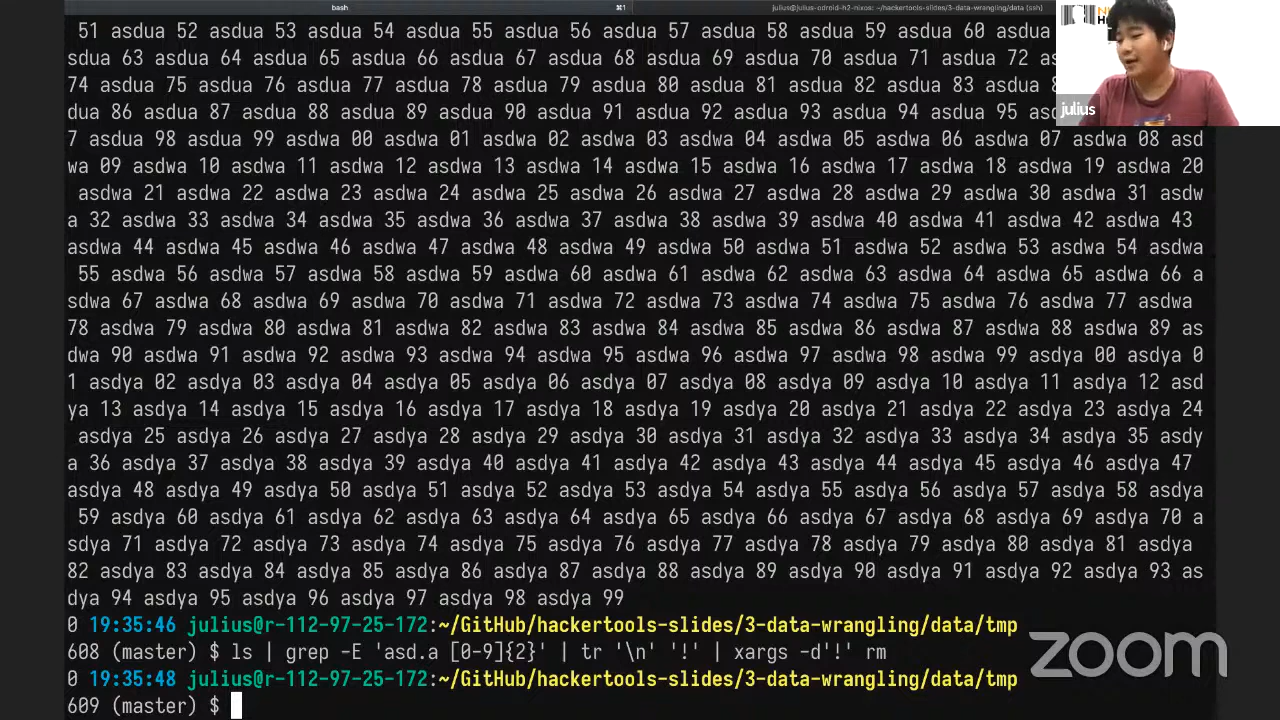 bash
⌘1
julius@odroid-h2-nixos: ~/hackertools-slides/3-data-wrangling/data (ssh)
51 asdua 52 asdua 53 asdua 54 asdua 55 asdua 56 asdua 57 asdua 58 asdua 59 asdua 60 asdua
sdua 63 asdua 64 asdua 65 asdua 66 asdua 67 asdua 68 asdua 69 asdua 70 asdua 71 asdua 72
74 asdua 75 asdua 76 asdua 77 asdua 78 asdua 79 asdua 80 asdua 81 asdua 82 asdua 83 asdua
dua 86 asdua 87 asdua 88 asdua 89 asdua 90 asdua 91 asdua 92 asdua 93 asdua 94 asdua 95
julius
7 asdua 98 asdua 99 asdwa 00 asdwa 01 asdwa 02 asdwa 03 asdwa 04 asdwa 05 asdwa 06 asdwa 07 asdwa 08 asd
wa 09 asdwa 10 asdwa 11 asdwa 12 asdwa 13 asdwa 14 asdwa 15 asdwa 16 asdwa 17 asdwa 18 asdwa 19 asdwa 20
asdwa 21 asdwa 22 asdwa 23 asdwa 24 asdwa 25 asdwa 26 asdwa 27 asdwa 28 asdwa 29 asdwa 30 asdwa 31 asdw
a 32 asdwa 33 asdwa 34 asdwa 35 asdwa 36 asdwa 37 asdwa 38 asdwa 39 asdwa 40 asdwa 41 asdwa 42 asdwa 43
asdwa 44 asdwa 45 asdwa 46 asdwa 47 asdwa 48 asdwa 49 asdwa 50 asdwa 51 asdwa 52 asdwa 53 asdwa 54 asdwa
55 asdwa 56 asdwa 57 asdwa 58 asdwa 59 asdwa 60 asdwa 61 asdwa 62 asdwa 63 asdwa 64 asdwa 65 asdwa 66 a
sdwa 67 asdwa 68 asdwa 69 asdwa 70 asdwa 71 asdwa 72 asdwa 73 asdwa 74 asdwa 75 asdwa 76 asdwa 77 asdwa
78 asdwa 79 asdwa 80 asdwa 81 asdwa 82 asdwa 83 asdwa 84 asdwa 85 asdwa 86 asdwa 87 asdwa 88 asdwa 89 as
dwa 90 asdwa 91 asdwa 92 asdwa 93 asdwa 94 asdwa 95 asdwa 96 asdwa 97 asdwa 98 asdwa 99 asdya 00 asdya 0
1 asdya 02 asdya 03 asdya 04 asdya 05 asdya 06 asdya 07 asdya 08 asdya 09 asdya 10 asdya 11 asdya 12 asd
ya 13 asdya 14 asdya 15 asdya 16 asdya 17 asdya 18 asdya 19 asdya 20 asdya 21 asdya 22 asdya 23 asdya 24
asdya 25 asdya 26 asdya 27 asdya 28 asdya 29 asdya 30 asdya 31 asdya 32 asdya 33 asdya 34 asdya 35 asdy
a 36 asdya 37 asdya 38 asdya 39 asdya 40 asdya 41 asdya 42 asdya 43 asdya 44 asdya 45 asdya 46 asdya 47
asdya 48 asdya 49 asdya 50 asdya 51 asdya 52 asdya 53 asdya 54 asdya 55 asdya 56 asdya 57 asdya 58 asdya
59 asdya 60 asdya 61 asdya 62 asdya 63 asdya 64 asdya 65 asdya 66 asdya 67 asdya 68 asdya 69 asdya 70 a
sdya 71 asdya 72 asdya 73 asdya 74 asdya 75 asdya 76 asdya 77 asdya 78 asdya 79 asdya 80 asdya 81 asdya
82 asdya 83 asdya 84 asdya 85 asdya 86 asdya 87 asdya 88 asdya 89 asdya 90 asdya 91 asdya 92 asdya 93 as
dya 94 asdya 95 asdya 96 asdya 97 asdya 98 asdya 99
0 19:35:46 julius@r-112-97-25-172:~/GitHub/hackertools-slides/3-data-wrangling/data/tmp
608 (master) $ ls | grep -E 'asd.a [0-9]{2}' | tr '\n' '!' | xargs -d'!' rm
0 19:35:48 julius@r-112-97-25-172:~/GitHub/hackertools-slides/3-data-wrangling/data/tmp
609 (master) $
zoom